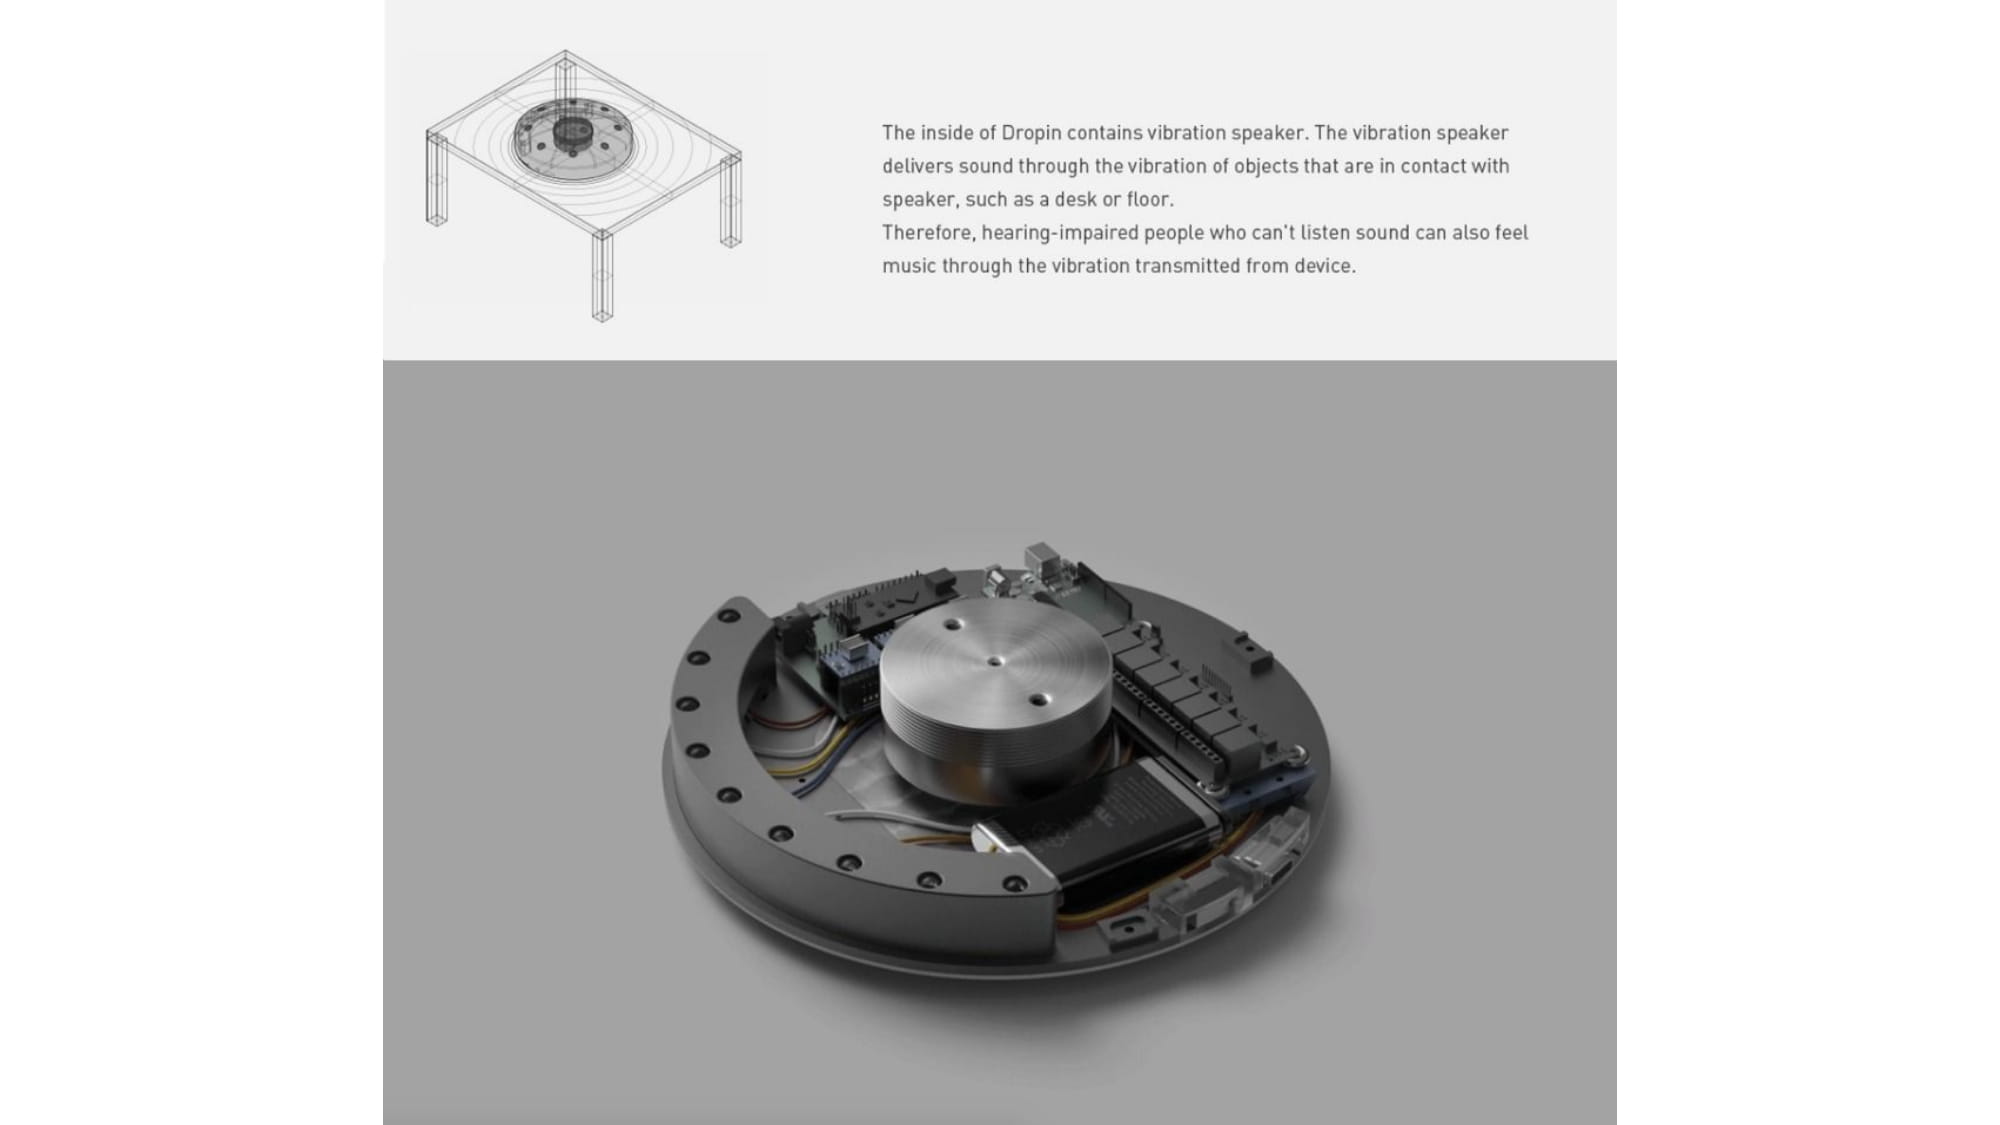 The inside of Dropin contains vibration speaker. The vibration speaker
delivers sound through the vibration of objects that are in contact with
speaker, such as a desk or floor.
Therefore, hearing-impaired people who can't listen sound can also feel
music through the vibration transmitted from device.